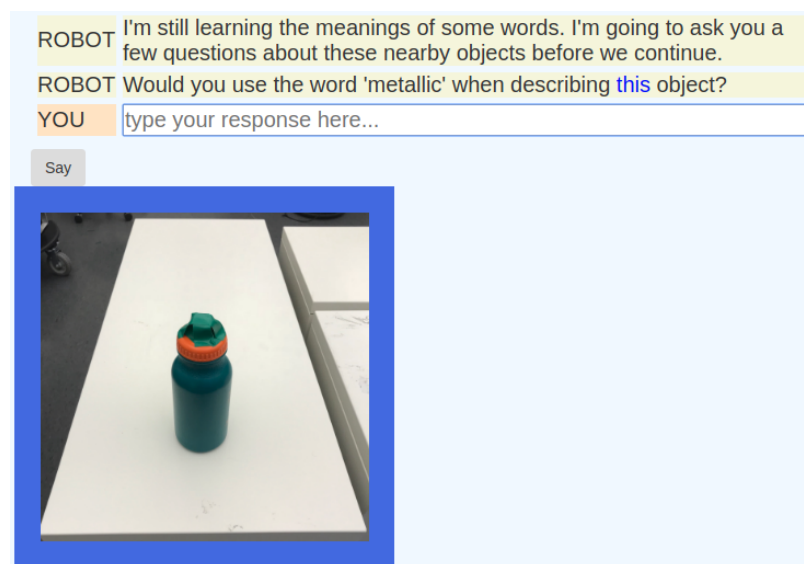 ROBOT I'm still learning the meanings of some words. I'm going to ask you a
few questions about these nearby objects before we continue.
ROBOT Would you use the word 'metallic' when describing this object?
YOU type your response here...
Say